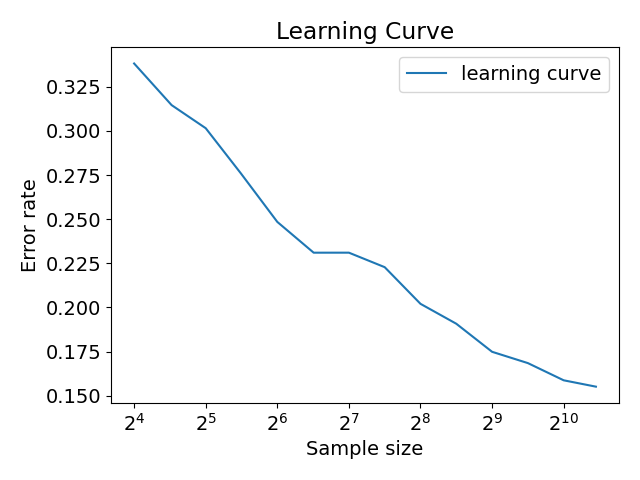 Learning Curve
learning curve
0.325
0.300
0.275
0.250
0.225
0.200
0.175
0.150
Error rate
2⁴ 2⁵ 2⁶ 2⁷ 2⁸ 2⁹ 2¹⁰
Sample size